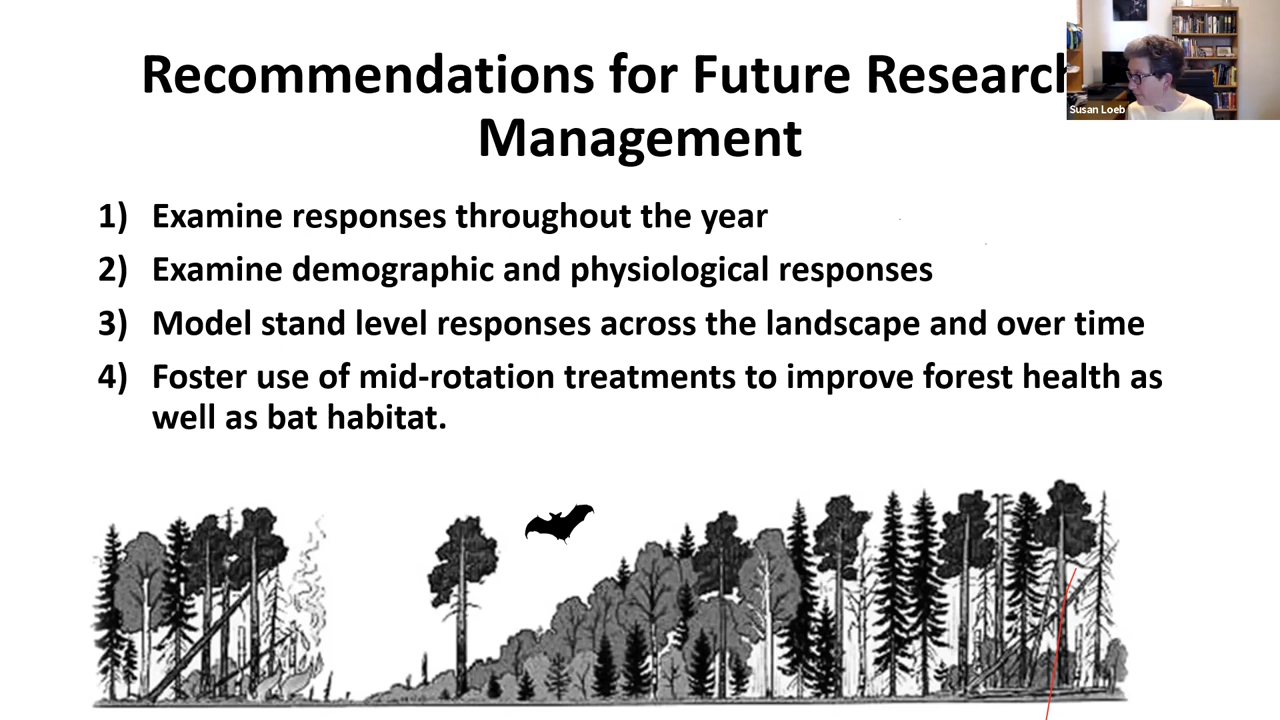 Recommendations for Future Research
Management
Susan Loeb
1) Examine responses throughout the year
2) Examine demographic and physiological responses
3) Model stand level responses across the landscape and over time
4) Foster use of mid-rotation treatments to improve forest health as
well as bat habitat.